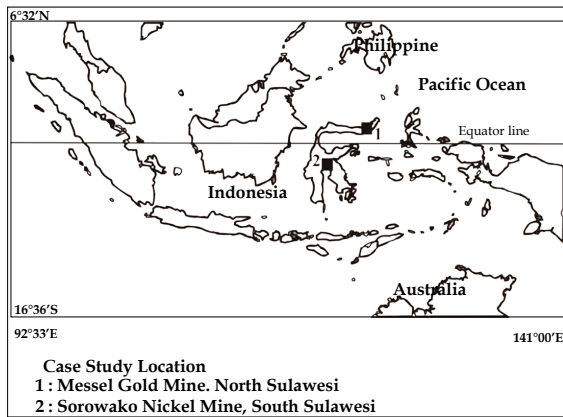 6°32'N
Philippine
Pacific Ocean
1
Equator line
2
Indonesia
Australia
16°36'S
92°33'E
141°00'E
Case Study Location
1 : Messel Gold Mine. North Sulawesi
2 : Sorowako Nickel Mine, South Sulawesi